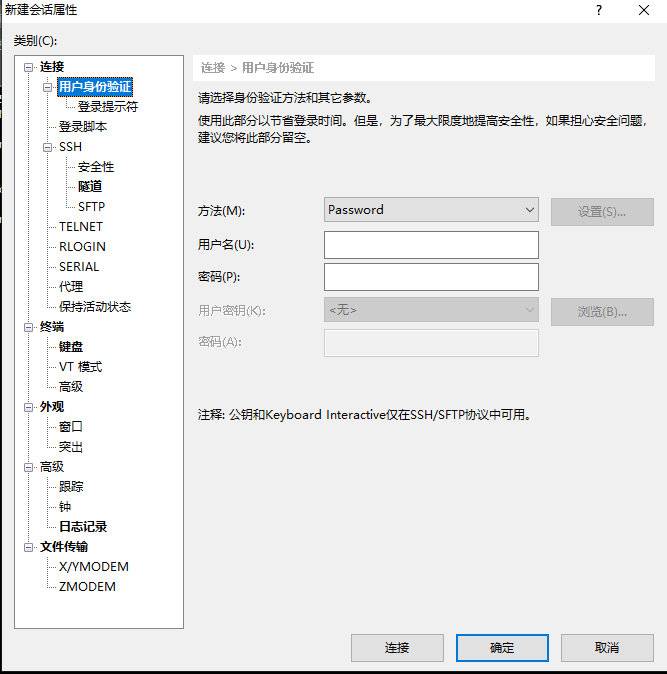 新建会话属性
?
类别(C):
连接
用户身份验证
登录提示符
登录脚本
SSH
安全性
隧道
SFTP
TELNET
RLOGIN
SERIAL
代理
保持活动状态
终端
键盘
VT 模式
高级
外观
窗口
突出
高级
跟踪
钟
日志记录
文件传输
X/YMODEM
ZMODEM
连接 > 用户身份验证
请选择身份验证方法和其它参数。
使用此部分以节省登录时间。但是，为了最大限度地提高安全性，如果担心安全问题，
建议您将此部分留空。
方法(M):
Password
设置(S)...
用户名(U):
密码(P):
用户密钥(K):
<无>
浏览(B)...
密码(A):
注释: 公钥和Keyboard Interactive仅在SSH/SFTP协议中可用。
连接
确定
取消